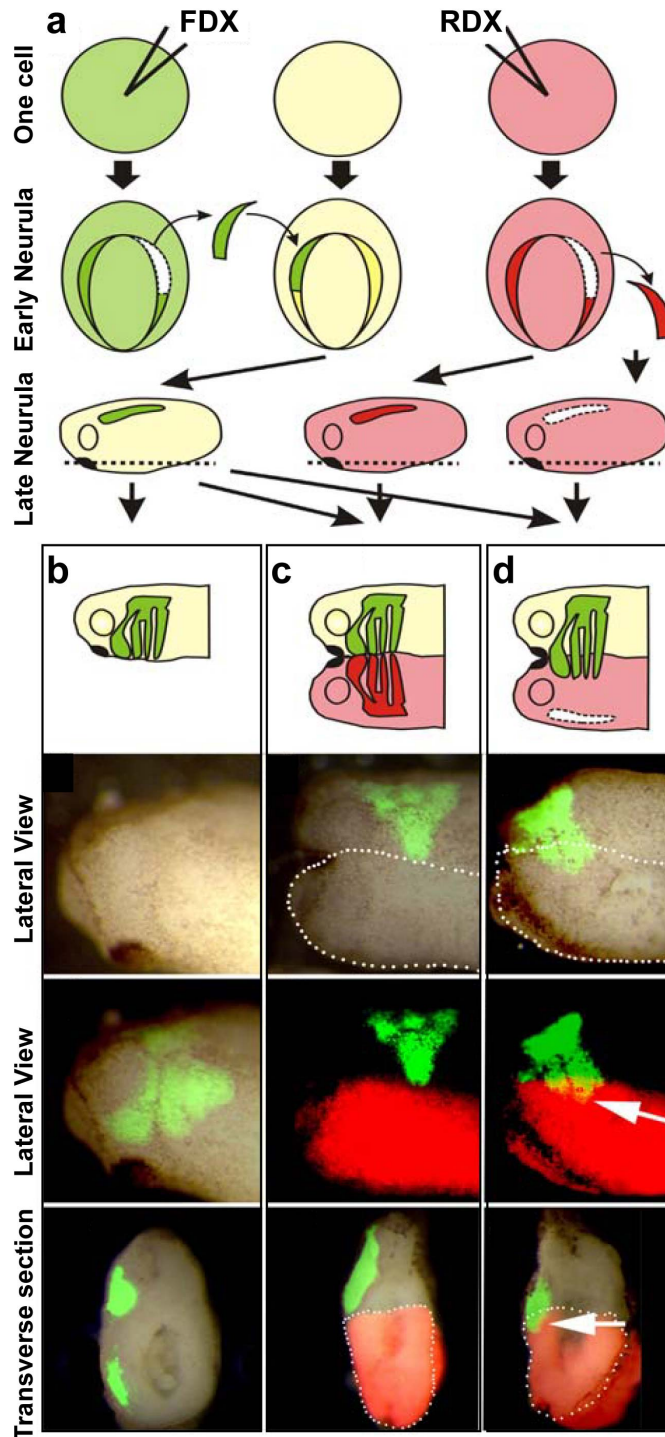 a FDX RDX
One cell
Early Neurula
Late Neurula
b c d
Lateral View
Lateral View
Transverse section